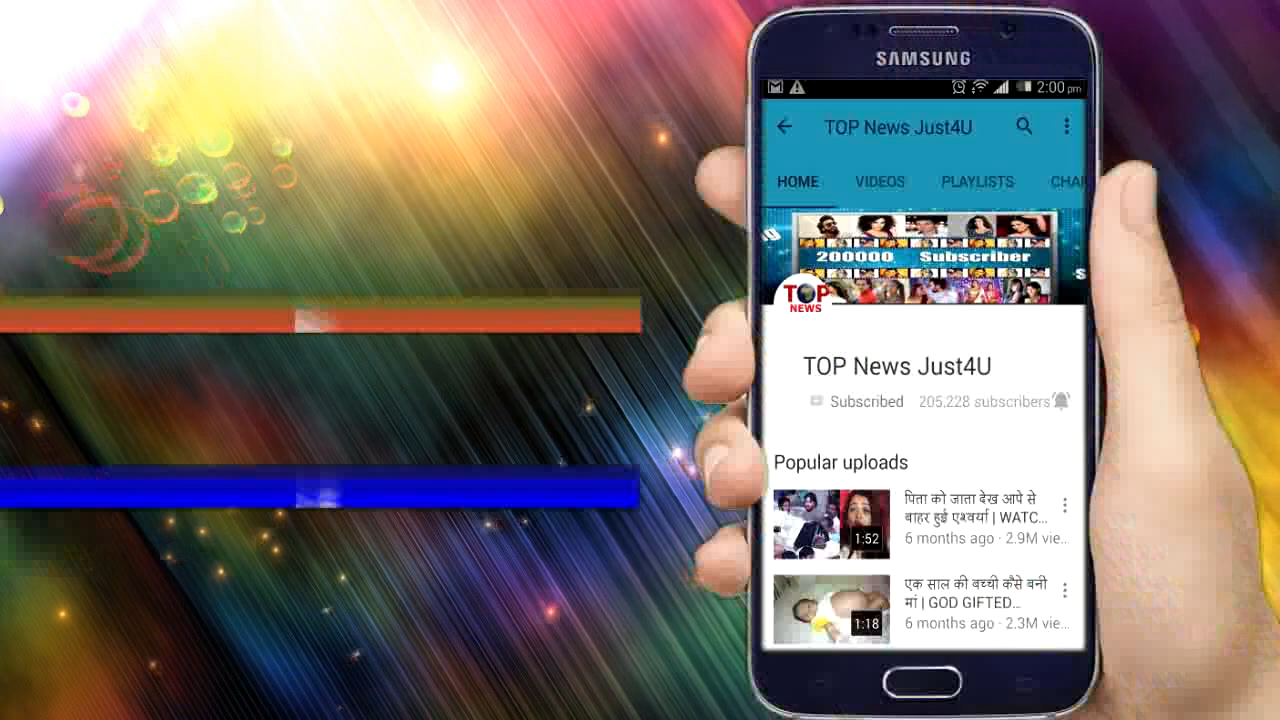 SAMSUNG
2:00 pm
TOP News Just4U
HOME VIDEOS PLAYLISTS CHA
200000 Subscriber
TOP
NEWS
TOP News Just4U
Subscribed 205,228 subscribers
Popular uploads
पिता को जाता देख आपे से
बाहर हुई एश्वर्या | WATC...
6 months ago · 2.9M vie...
1:52
एक साल की बच्ची कैसे बनी
मां | GOD GIFTED...
6 months ago · 2.3M vie...
1:18